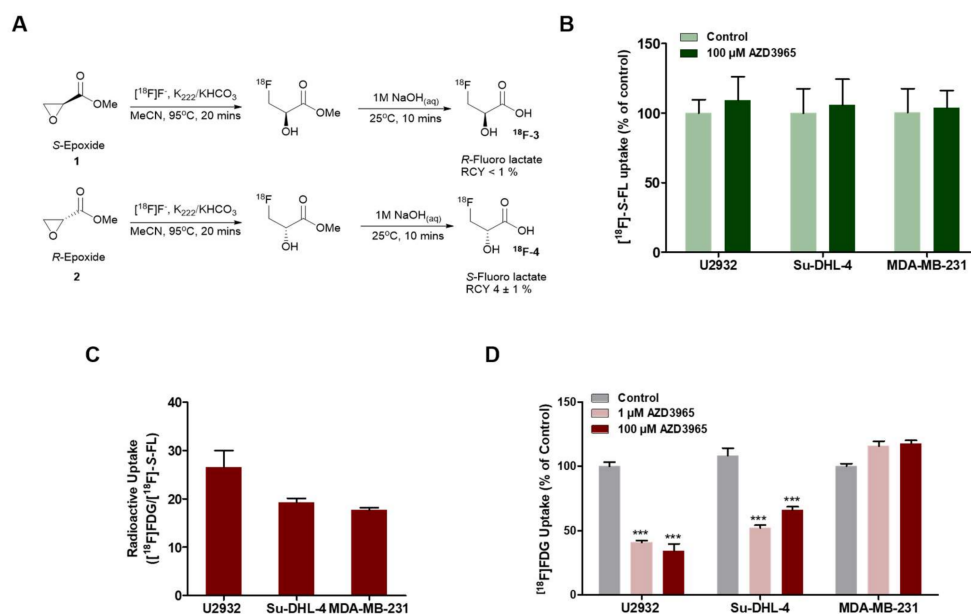 A
O
OMe
O
S-Epoxide
1
[¹⁸F]F⁻, K₂₂₂/KHCO₃
MeCN, 95°C, 20 mins
¹⁸F
O
OMe
OH
1M NaOH(aq)
25°C, 10 mins
¹⁸F
O
OH
OH
¹⁸F-3
R-Fluoro lactate
RCY < 1 %
O
OMe
O
R-Epoxide
2
[¹⁸F]F⁻, K₂₂₂/KHCO₃
MeCN, 95°C, 20 mins
¹⁸F
O
OMe
OH
1M NaOH(aq)
25°C, 10 mins
¹⁸F
O
OH
OH
¹⁸F-4
S-Fluoro lactate
RCY 4 ± 1 %
B
Control
100 µM AZD3965
[¹⁸F]-S-FL uptake (% of control)
150
100
50
0
U2932 Su-DHL-4 MDA-MB-231
C
Radioactive Uptake
([¹⁸F]FDG/[¹⁸F]-S-FL)
40
30
20
10
0
U2932 Su-DHL-4 MDA-MB-231
D
Control
1 µM AZD3965
100 µM AZD3965
[¹⁸F]FDG Uptake (% of Control)
150
100
50
0
*** ***
*** ***
U2932 Su-DHL-4 MDA-MB-231